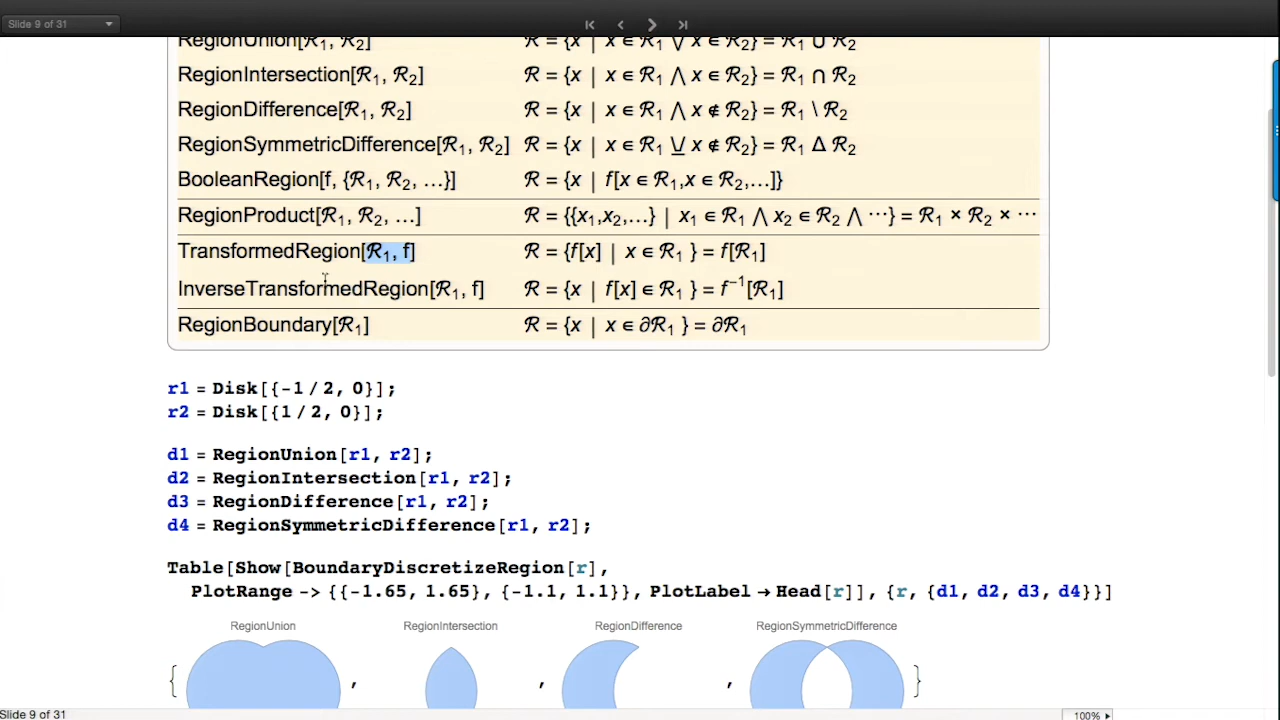 Slide 9 of 31
RegionUnion[ℛ₁, ℛ₂] ℛ = {x | x ∈ ℛ₁ ⋁ x ∈ ℛ₂} = ℛ₁ ∪ ℛ₂
RegionIntersection[ℛ₁, ℛ₂] ℛ = {x | x ∈ ℛ₁ ⋀ x ∈ ℛ₂} = ℛ₁ ∩ ℛ₂
RegionDifference[ℛ₁, ℛ₂] ℛ = {x | x ∈ ℛ₁ ⋀ x ∉ ℛ₂} = ℛ₁ \ ℛ₂
RegionSymmetricDifference[ℛ₁, ℛ₂] ℛ = {x | x ∈ ℛ₁ ⊻ x ∉ ℛ₂} = ℛ₁ Δ ℛ₂
BooleanRegion[f, {ℛ₁, ℛ₂, …}] ℛ = {x | f[x ∈ ℛ₁,x ∈ ℛ₂,…]}
RegionProduct[ℛ₁, ℛ₂, …] ℛ = {{x₁,x₂,…} | x₁ ∈ ℛ₁ ⋀ x₂ ∈ ℛ₂ ⋀ ⋯} = ℛ₁ × ℛ₂ × ⋯
TransformedRegion[ℛ₁, f] ℛ = {f[x] | x ∈ ℛ₁ } = f[ℛ₁]
InverseTransformedRegion[ℛ₁, f] ℛ = {x | f[x] ∈ ℛ₁ } = f⁻¹[ℛ₁]
RegionBoundary[ℛ₁] ℛ = {x | x ∈ ∂ℛ₁ } = ∂ℛ₁
r1 = Disk[{-1 / 2, 0}];
r2 = Disk[{1 / 2, 0}];
d1 = RegionUnion[r1, r2];
d2 = RegionIntersection[r1, r2];
d3 = RegionDifference[r1, r2];
d4 = RegionSymmetricDifference[r1, r2];
Table[Show[BoundaryDiscretizeRegion[r],
PlotRange -> {{-1.65, 1.65}, {-1.1, 1.1}}, PlotLabel → Head[r]], {r, {d1, d2, d3, d4}}]
RegionUnion RegionIntersection RegionDifference RegionSymmetricDifference
{ , , , }
Slide 9 of 31 100%